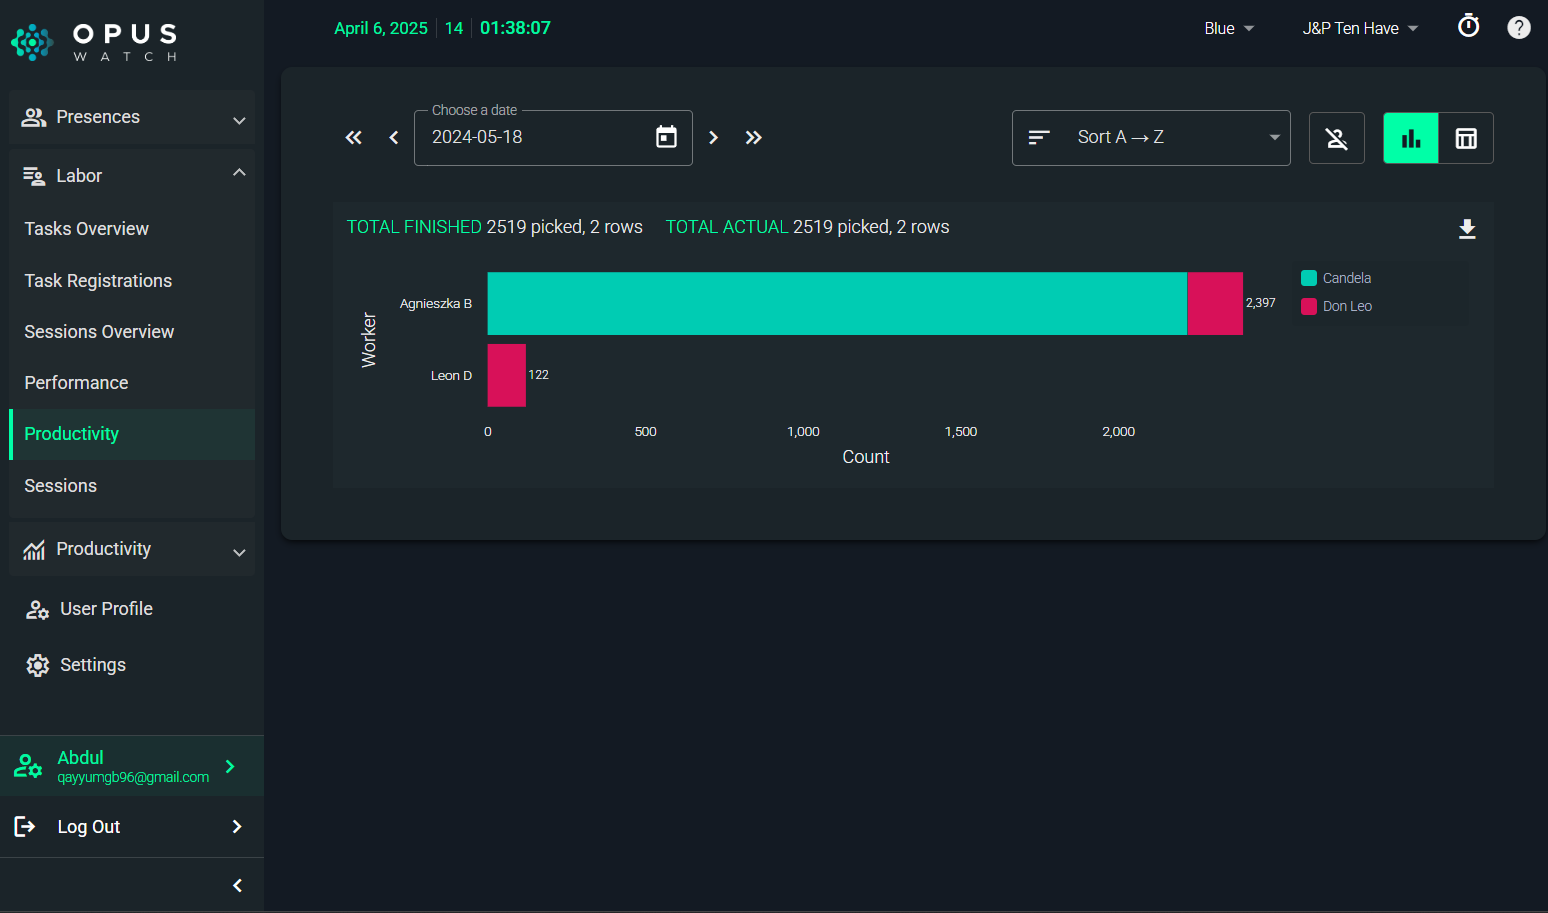 OPUS
WATCH
Presences
Labor
Tasks Overview
Task Registrations
Sessions Overview
Performance
Productivity
Sessions
Productivity
User Profile
Settings
Abdul
qayyumgb96@gmail.com
Log Out
April 6, 2025 14 01:38:07
Blue
J&P Ten Have
?
Choose a date
2024-05-18
Sort A → Z
TOTAL FINISHED 2519 picked, 2 rows TOTAL ACTUAL 2519 picked, 2 rows
Worker
Agnieszka B
2,397
Leon D
122
0 500 1,000 1,500 2,000
Count
Candela
Don Leo